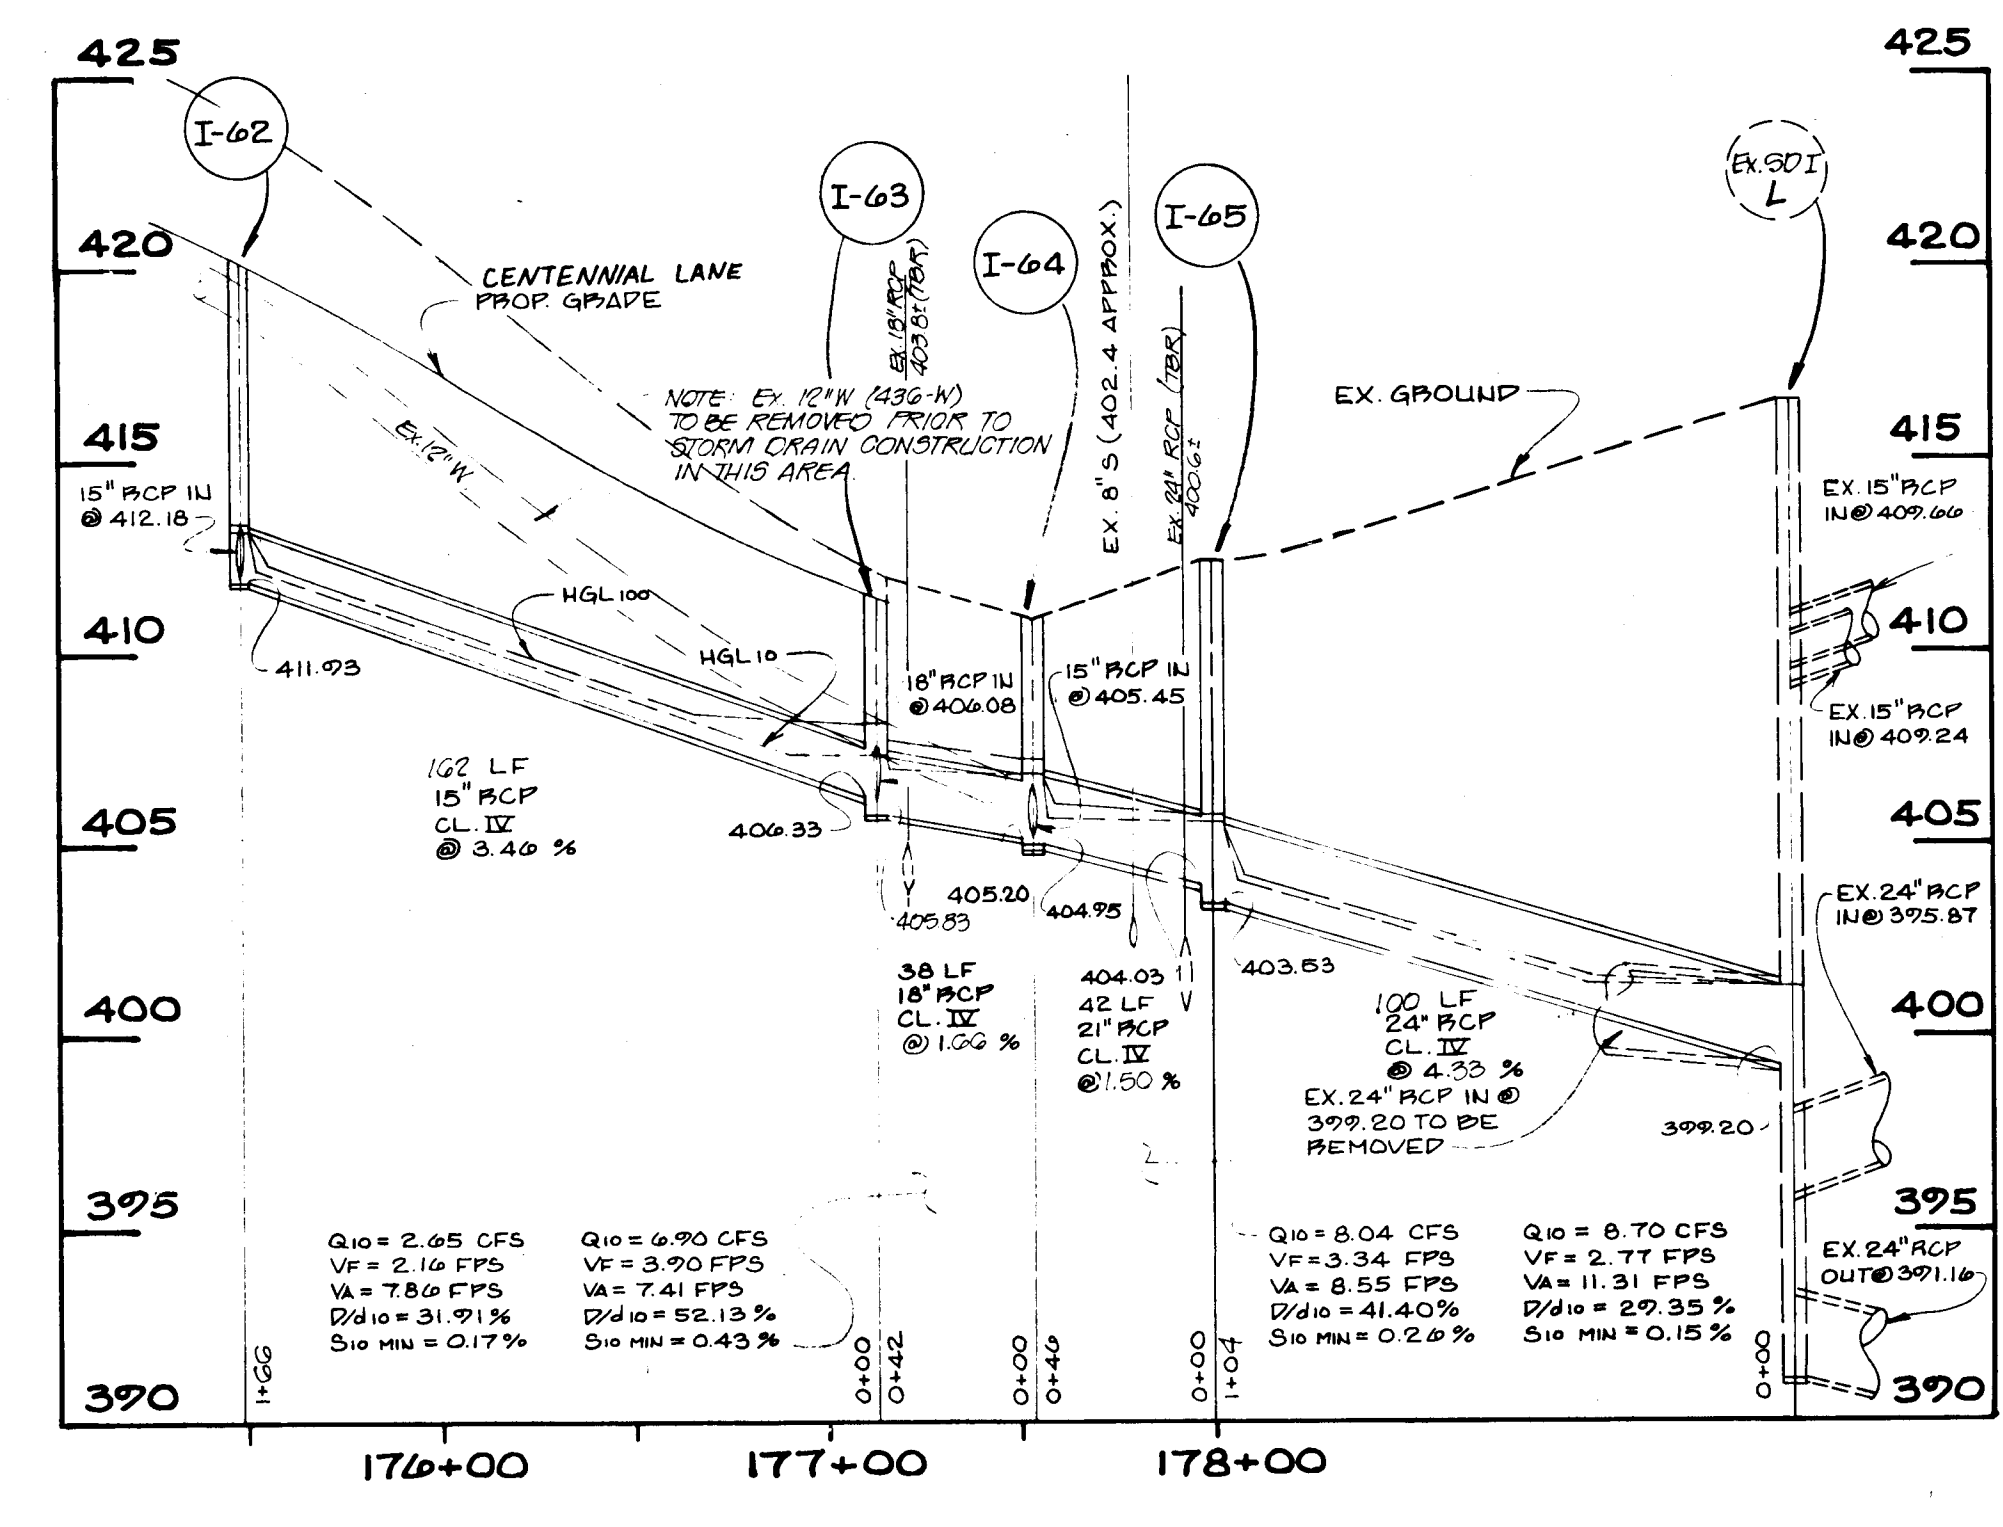 425
425
I-62
I-63
I-64
I-65
EX. SD I
L
420
420
CENTENNIAL LANE
PROP. GRADE
EX. 18" RCP
403.8± (TBR)
EX. 8" S (402.4 APPROX.)
EX. 24" RCP (TBR)
400.6±
NOTE: EX. 12" W (436-W)
TO BE REMOVED PRIOR TO
STORM DRAIN CONSTRUCTION
IN THIS AREA.
EX. GROUND
EX. 12" W
415
415
15" RCP IN
@ 412.18
EX. 15" RCP
IN @ 409.66
HGL 100
410
410
411.93
HGL 10
18" RCP IN
@ 406.08
15" RCP IN
@ 405.45
EX. 15" RCP
IN @ 409.24
162 LF
15" RCP
CL. IV
@ 3.46 %
405
405
406.33
405.20
404.95
405.83
EX. 24" RCP
IN @ 395.87
38 LF
18" RCP
CL. IV
@ 1.66 %
404.03
42 LF
21" RCP
CL. IV
@ 1.50 %
403.53
100 LF
24" RCP
CL. IV
@ 4.33 %
EX. 24" RCP IN @
399.20 TO BE
REMOVED
400
400
399.20
395
395
Q10 = 2.65 CFS
VF = 2.16 FPS
VA = 7.86 FPS
D/d10 = 31.91%
S10 MIN = 0.17%
Q10 = 6.90 CFS
VF = 3.90 FPS
VA = 7.41 FPS
D/d10 = 52.13%
S10 MIN = 0.43%
Q10 = 8.04 CFS
VF = 3.34 FPS
VA = 8.55 FPS
D/d10 = 41.40%
S10 MIN = 0.26%
Q10 = 8.70 CFS
VF = 2.77 FPS
VA = 11.31 FPS
D/d10 = 29.35%
S10 MIN = 0.15%
EX. 24" RCP
OUT @ 391.16
1+66
0+00
0+42
0+00
0+46
0+00
1+04
0+00
390
390
176+00
177+00
178+00